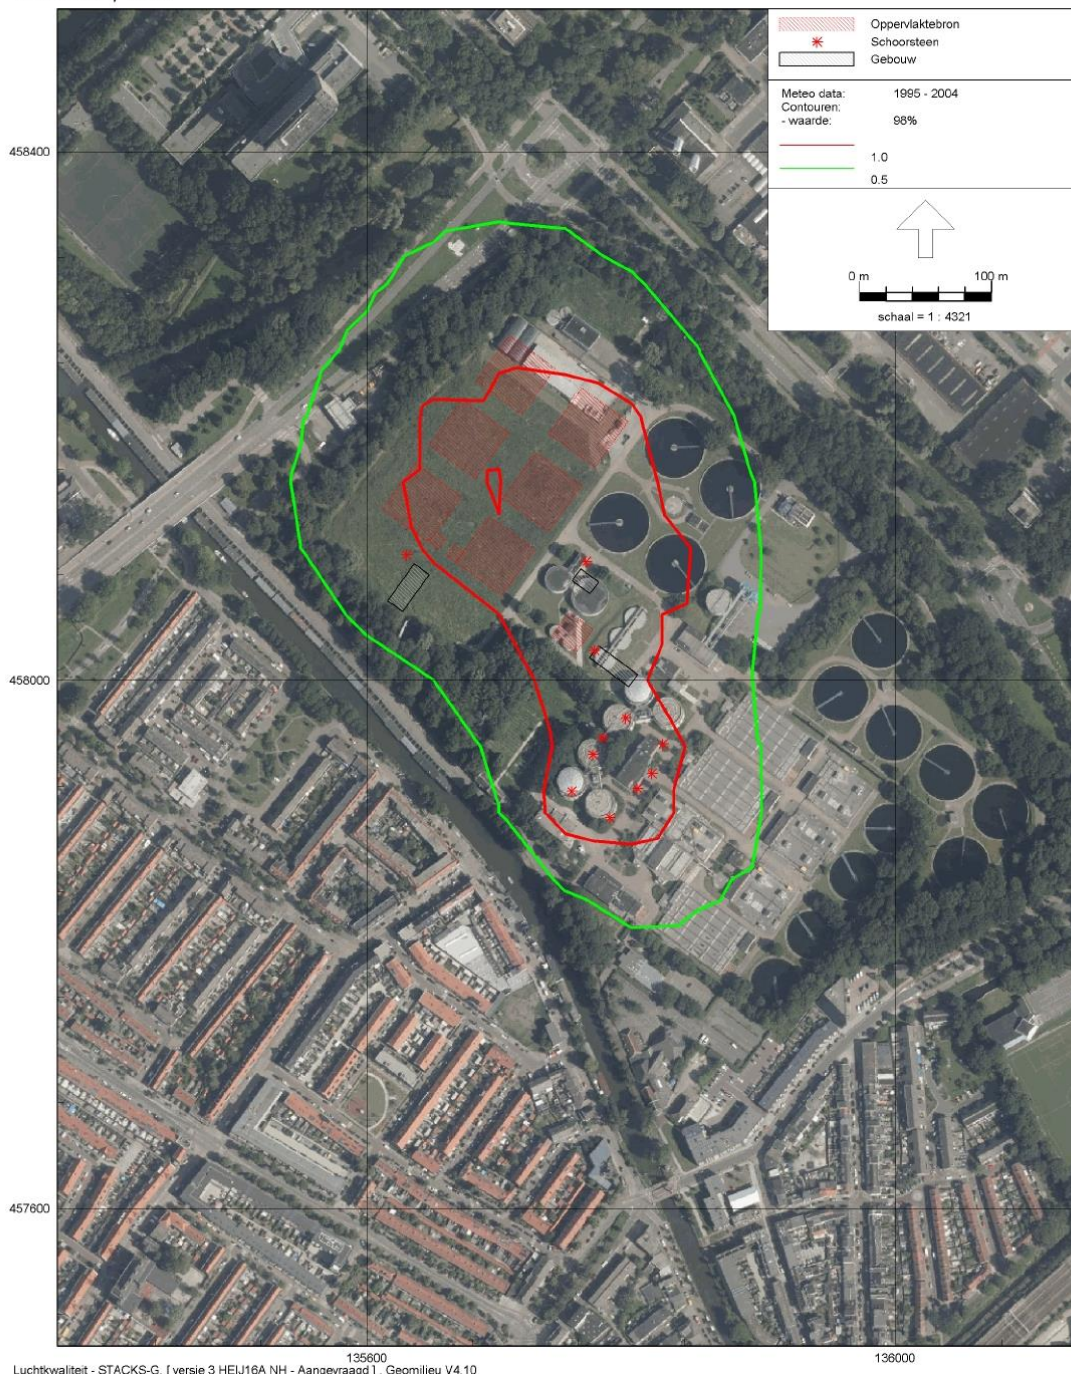 Oppervlaktebron
Schoorsteen
Gebouw
Meteo data: 1995 - 2004
Contouren:
- waarde: 98%
1.0
0.5
0 m 100 m
schaal = 1 : 4321
458400
458000
457600
135600 136000
Luchtkwaliteit - STACKS-G, [versie 3 HEIJ16A NH - Aangevraagd] , Geomilieu V4.10